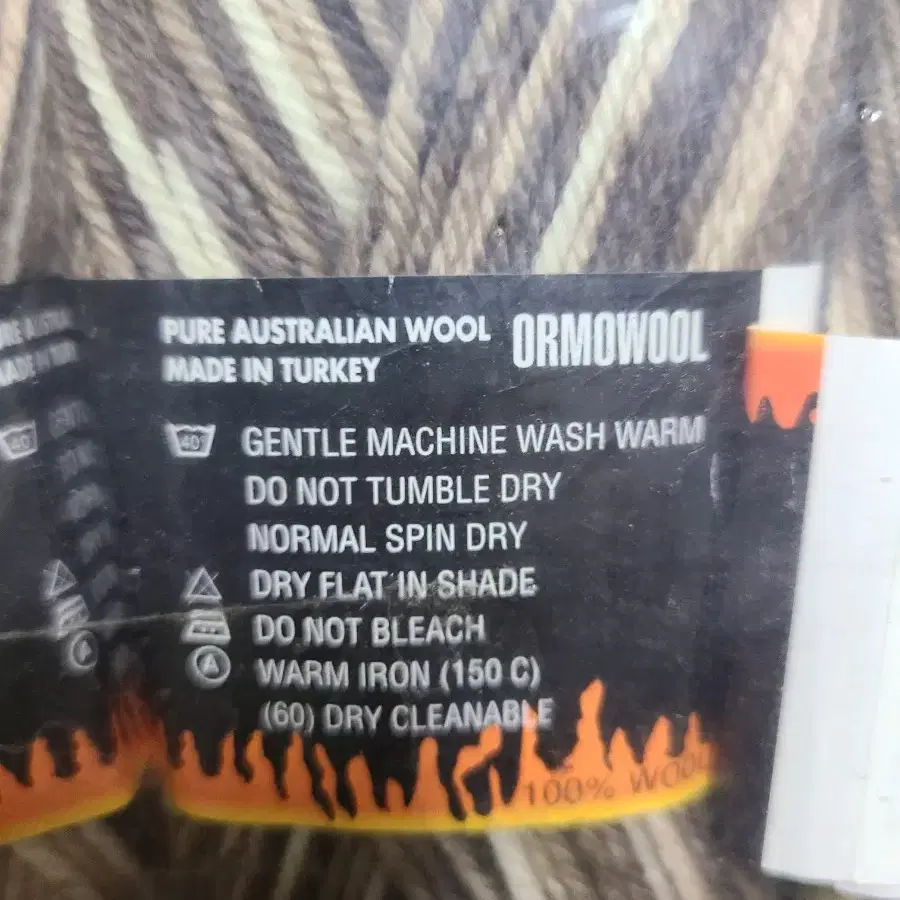 PURE AUSTRALIAN WOOL
ORMOWOOL
MADE IN TURKEY
40°
GENTLE MACHINE WASH WARM
DO NOT TUMBLE DRY
NORMAL SPIN DRY
DRY FLAT IN SHADE
DO NOT BLEACH
A
WARM IRON (150 C)
(60) DRY CLEANABLE
100% WOOL